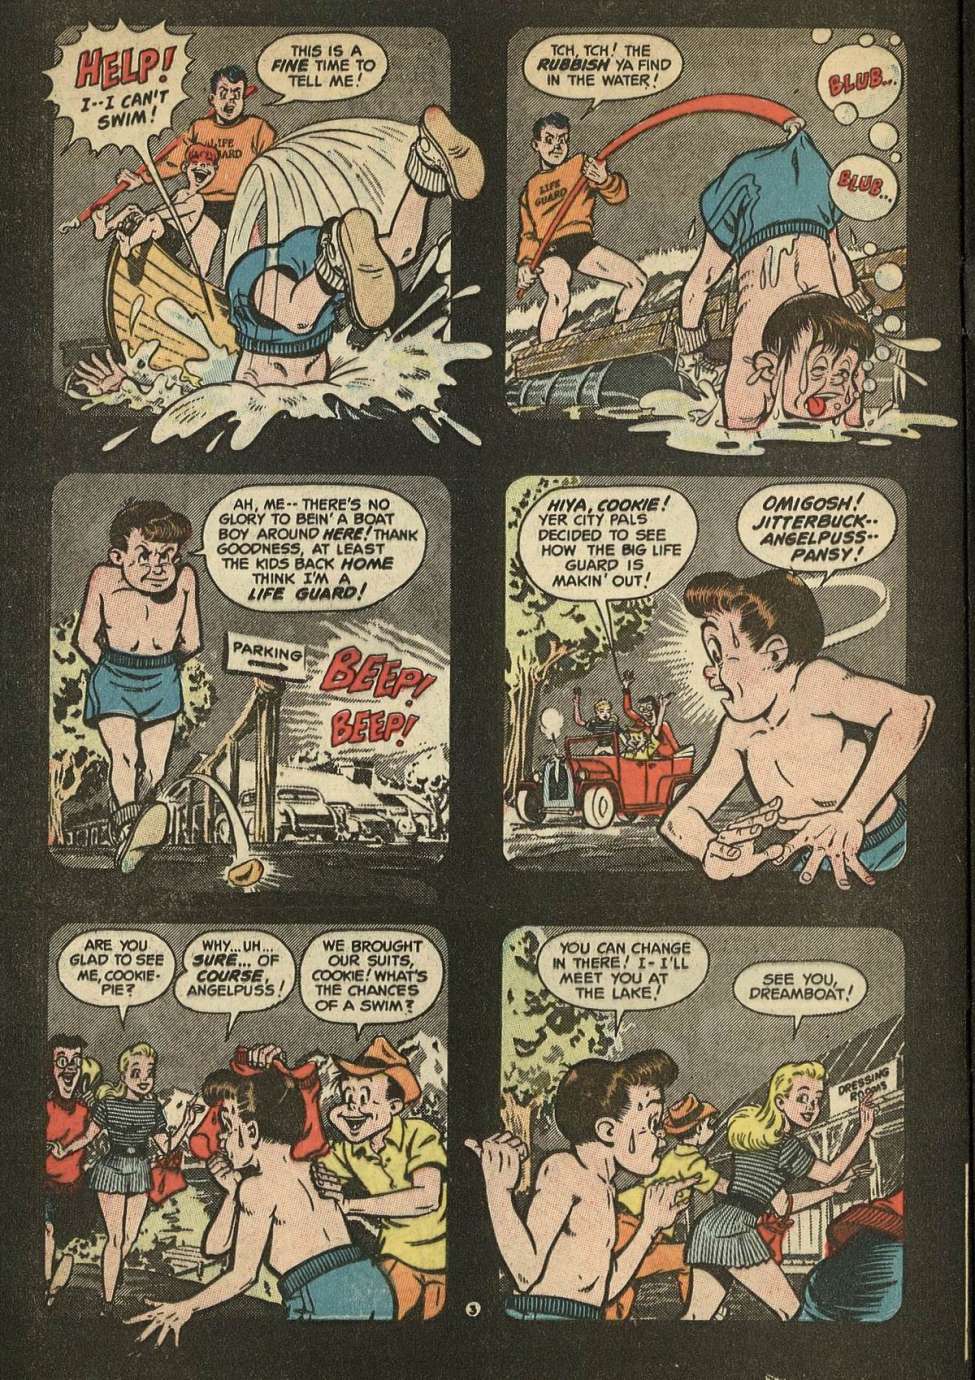 HELP!
I--I CAN'T
SWIM!
THIS IS A
FINE TIME TO
TELL ME!
LIFE
GUARD
TCH, TCH! THE
RUBBISH YA FIND
IN THE WATER!
LIFE
GUARD
BLUB...
BLUB...
AH, ME-- THERE'S NO
GLORY TO BEIN' A BOAT
BOY AROUND HERE! THANK
GOODNESS, AT LEAST
THE KIDS BACK HOME
THINK I'M A
LIFE GUARD!
PARKING
BEEP!
BEEP!
HIYA, COOKIE!
YER CITY PALS
DECIDED TO SEE
HOW THE BIG LIFE
GUARD IS
MAKIN' OUT!
OMIGOSH!
JITTERBUCK--
ANGELPUSS--
PANSY!
ARE YOU
GLAD TO SEE
ME, COOKIE-
PIE?
WHY...UH...
SURE... OF
COURSE,
ANGELPUSS!
WE BROUGHT
OUR SUITS,
COOKIE! WHAT'S
THE CHANCES
OF A SWIM?
YOU CAN CHANGE
IN THERE! I-I'LL
MEET YOU AT
THE LAKE!
SEE YOU,
DREAMBOAT!
DRESSING
ROOMS
3